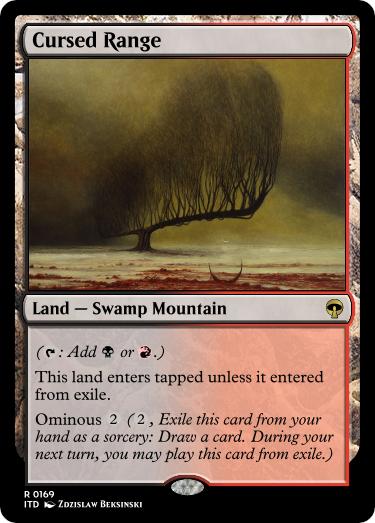 Cursed Range
Land — Swamp Mountain
(: Add or .)
This land enters tapped unless it entered
from exile.
Ominous 2 (2, Exile this card from your
hand as a sorcery: Draw a card. During your
next turn, you may play this card from exile.)
R 0169
ITD Zdzislaw Beksinski